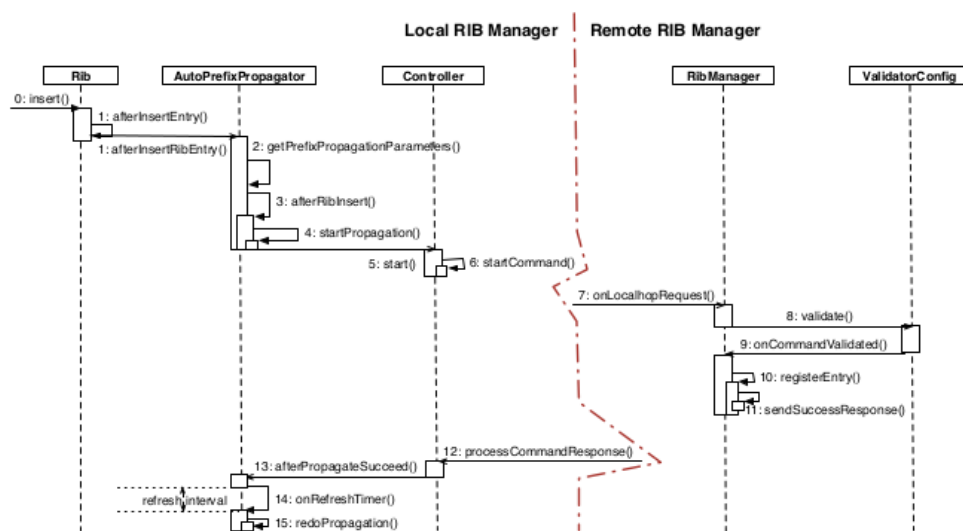 Local RIB Manager
Remote RIB Manager
Rib
AutoPrefixPropagator
Controller
RibManager
ValidatorConfig
0: insert()
1: afterInsertEntry()
1: afterInsertRibEntry()
2: getPrefixPropagationParamefers()
3: afterRibInsert()
4: startPropagation()
5: start()
6: startCommand()
7: onLocalhopRequest()
8: validate()
9: onCommandValidated()
10: registerEntry()
11: sendSuccessResponse()
12: processCommandResponse()
13: afterPropagateSucceed()
refresh interval
14: onRefreshTimer()
15: redoPropagation()